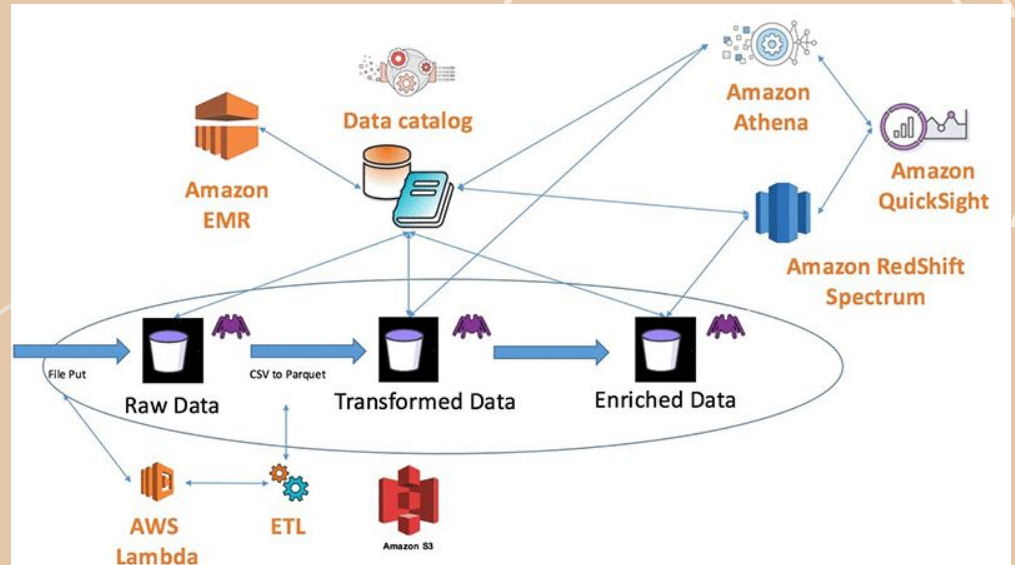 Data catalog
Amazon
EMR
Amazon
Athena
Amazon
QuickSight
Amazon RedShift
Spectrum
File Put
Raw Data
CSV to Parquet
Transformed Data
Enriched Data
AWS
Lambda
ETL
Amazon S3